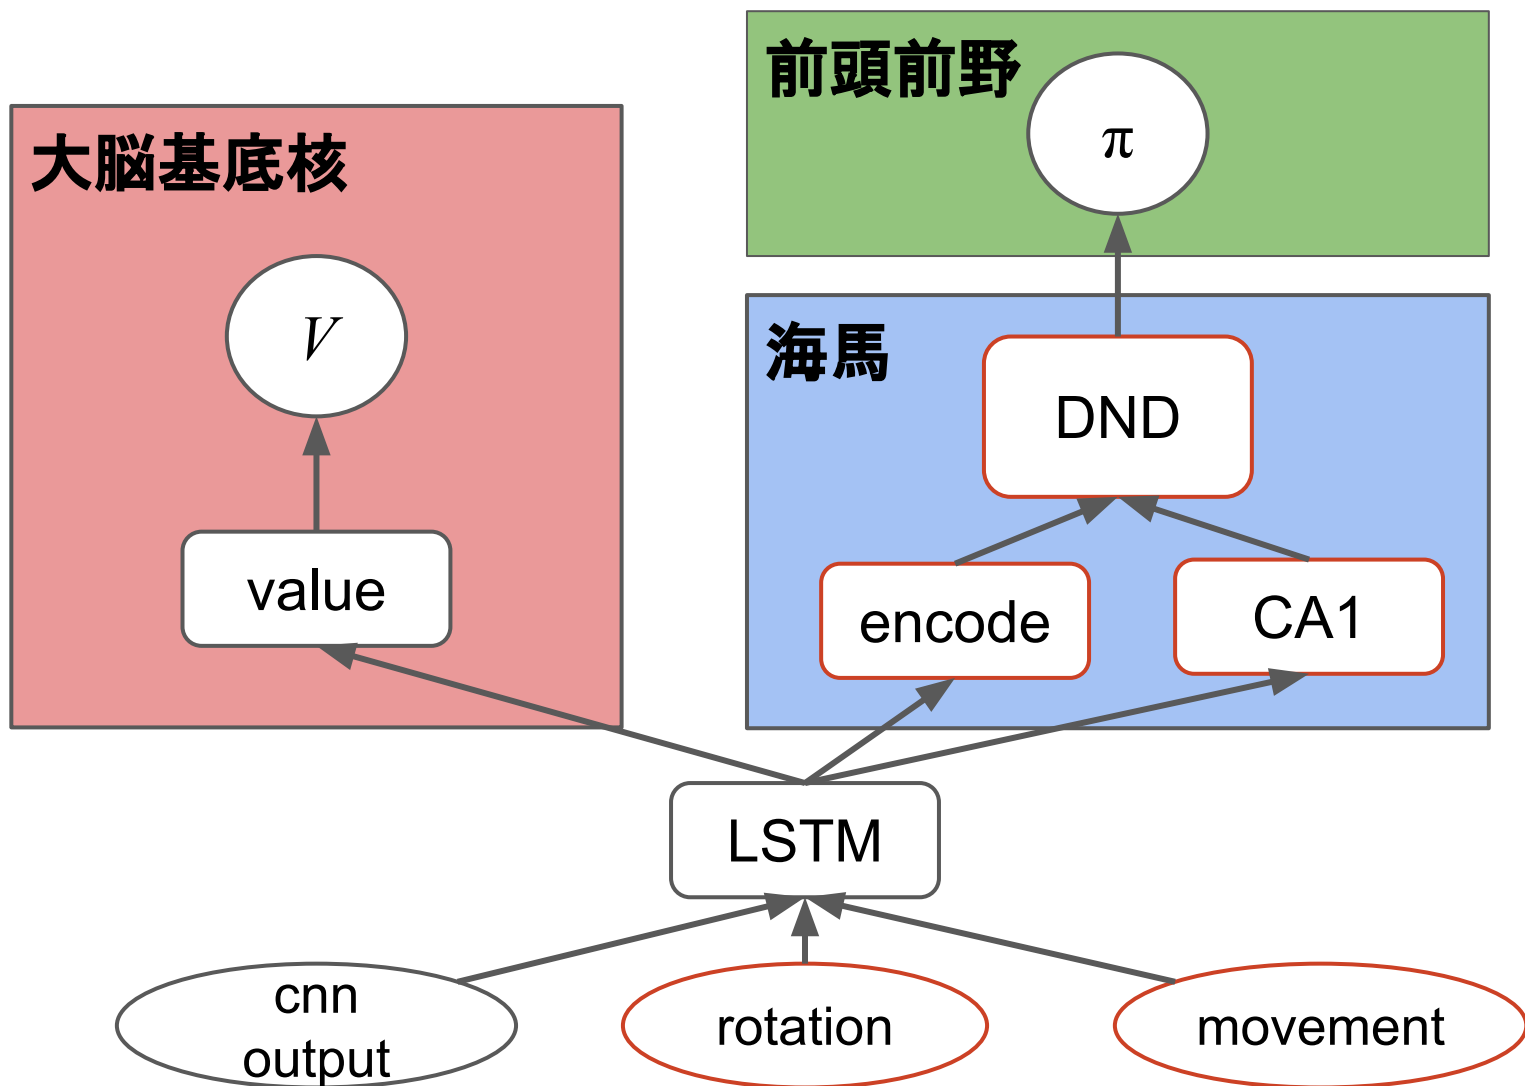 前頭前野
π
大脳基底核
V
海馬
DND
value
encode
CA1
LSTM
cnn
output
rotation
movement